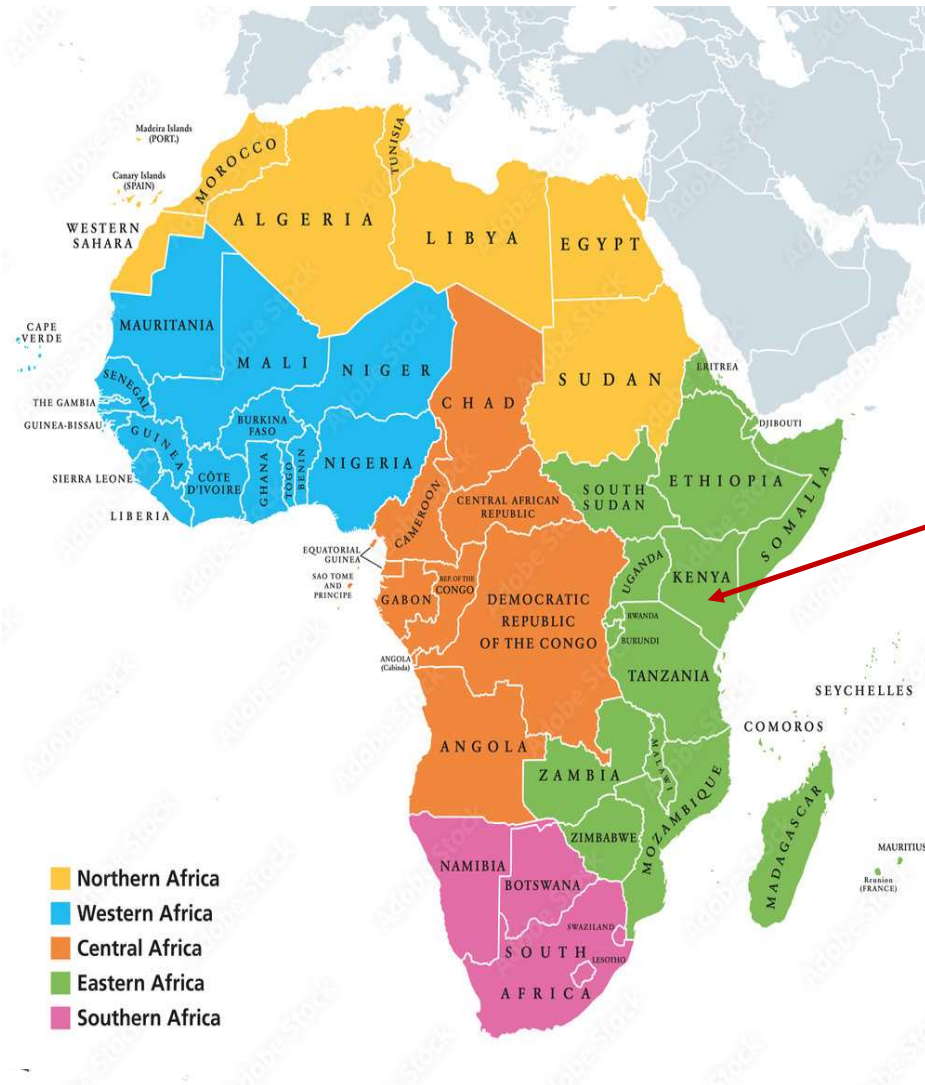 Madeira Islands
(PORT.)
Canary Islands
(SPAIN)
MOROCCO
TUNISIA
ALGERIA
LIBYA
EGYPT
WESTERN
SAHARA
CAPE
VERDE
MAURITANIA
MALI
NIGER
CHAD
SUDAN
ERITREA
SENEGAL
THE GAMBIA
GUINEA-BISSAU
GUINEA
BURKINA
FASO
DJIBOUTI
SIERRA LEONE
CÔTE
D'IVOIRE
GHANA
TOGO
BENIN
NIGERIA
LIBERIA
CAMEROON
CENTRAL AFRICAN
REPUBLIC
SOUTH
SUDAN
ETHIOPIA
SOMALIA
EQUATORIAL
GUINEA
SAO TOME
AND
PRINCIPE
GABON
REP. OF THE
CONGO
DEMOCRATIC
REPUBLIC
OF THE CONGO
UGANDA
KENYA
RWANDA
BURUNDI
TANZANIA
ANGOLA
(Cabinda)
SEYCHELLES
COMOROS
ANGOLA
ZAMBIA
MALAWI
MOZAMBIQUE
ZIMBABWE
MADAGASCAR
MAURITIUS
Reunion
(FRANCE)
NAMIBIA
BOTSWANA
SWAZILAND
SOUTH
AFRICA
LESOTHO
Northern Africa
Western Africa
Central Africa
Eastern Africa
Southern Africa
Adobe Stock